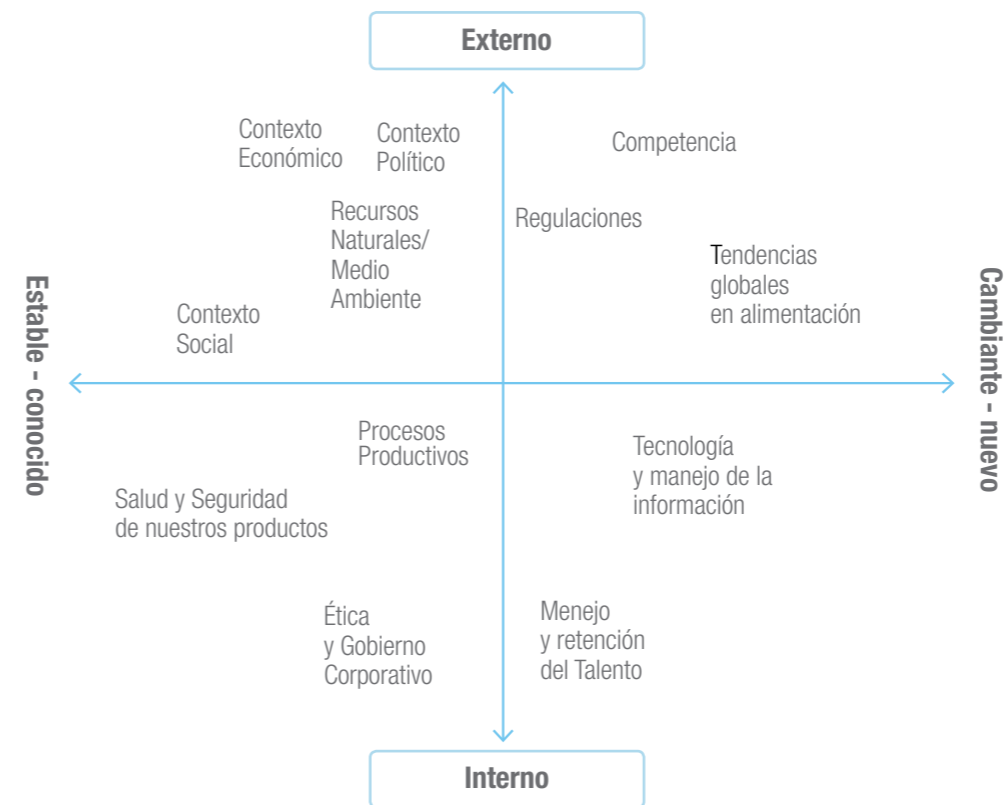 Externo
Contexto
Económico
Contexto
Político
Competencia
Recursos
Naturales/
Medio
Ambiente
Regulaciones
Tendencias
globales
en alimentación
Contexto
Social
Estable - conocido
Cambiante - nuevo
Procesos
Productivos
Tecnología
y manejo de la
información
Salud y Seguridad
de nuestros productos
Ética
y Gobierno
Corporativo
Menejo
y retención
del Talento
Interno